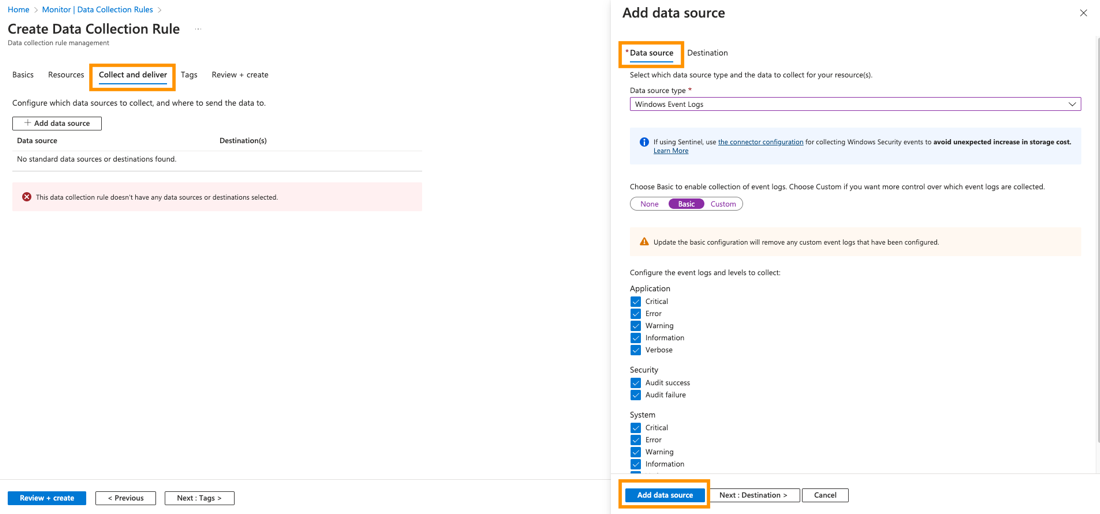 Home > Monitor | Data Collection Rules >
Create Data Collection Rule ...
Data collection rule management
Basics Resources Collect and deliver Tags Review + create
Configure which data sources to collect, and where to send the data to.
+ Add data source
Data source Destination(s)
No standard data sources or destinations found.
This data collection rule doesn't have any data sources or destinations selected.
Review + create < Previous Next : Tags >
Add data source
* Data source Destination
Select which data source type and the data to collect for your resource(s).
Data source type *
Windows Event Logs
If using Sentinel, use the connector configuration for collecting Windows Security events to avoid unexpected increase in storage cost.
Learn More
Choose Basic to enable collection of event logs. Choose Custom if you want more control over which event logs are collected.
None Basic Custom
Update the basic configuration will remove any custom event logs that have been configured.
Configure the event logs and levels to collect:
Application
Critical
Error
Warning
Information
Verbose
Security
Audit success
Audit failure
System
Critical
Error
Warning
Information
Add data source Next : Destination > Cancel